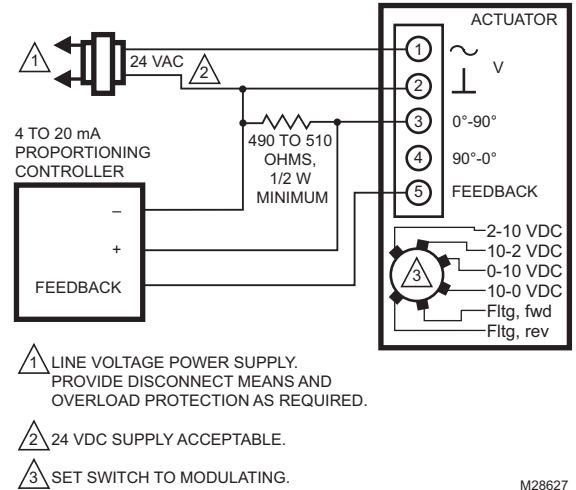 ACTUATOR
1
24 VAC
2
1
V
2
4 TO 20 mA
PROPORTIONING
CONTROLLER
490 TO 510
OHMS,
1/2 W
MINIMUM
3
0°-90°
4
90°-0°
5
FEEDBACK
–
+
FEEDBACK
2-10 VDC
10-2 VDC
0-10 VDC
10-0 VDC
Fltg, fwd
Fltg, rev
3
1 LINE VOLTAGE POWER SUPPLY.
PROVIDE DISCONNECT MEANS AND
OVERLOAD PROTECTION AS REQUIRED.
2 24 VDC SUPPLY ACCEPTABLE.
3 SET SWITCH TO MODULATING.
M28627